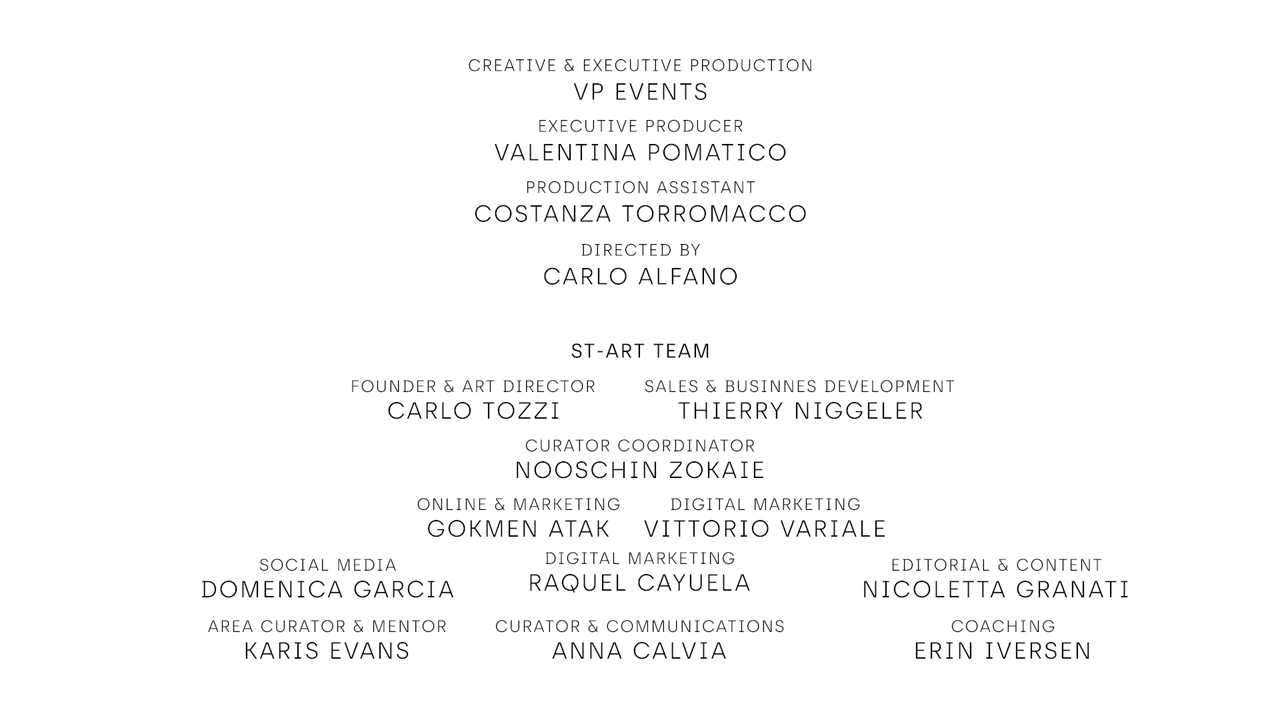 CREATIVE & EXECUTIVE PRODUCTION
VP EVENTS
EXECUTIVE PRODUCER
VALENTINA POMATICO
PRODUCTION ASSISTANT
COSTANZA TORROMACCO
DIRECTED BY
CARLO ALFANO
ST-ART TEAM
FOUNDER & ART DIRECTOR
CARLO TOZZI
SALES & BUSINNES DEVELOPMENT
THIERRY NIGGELER
CURATOR COORDINATOR
NOOSCHIN ZOKAIE
ONLINE & MARKETING
GOKMEN ATAK
DIGITAL MARKETING
VITTORIO VARIALE
SOCIAL MEDIA
DOMENICA GARCIA
DIGITAL MARKETING
RAQUEL CAYUELA
EDITORIAL & CONTENT
NICOLETTA GRANATI
AREA CURATOR & MENTOR
KARIS EVANS
CURATOR & COMMUNICATIONS
ANNA CALVIA
COACHING
ERIN IVERSEN